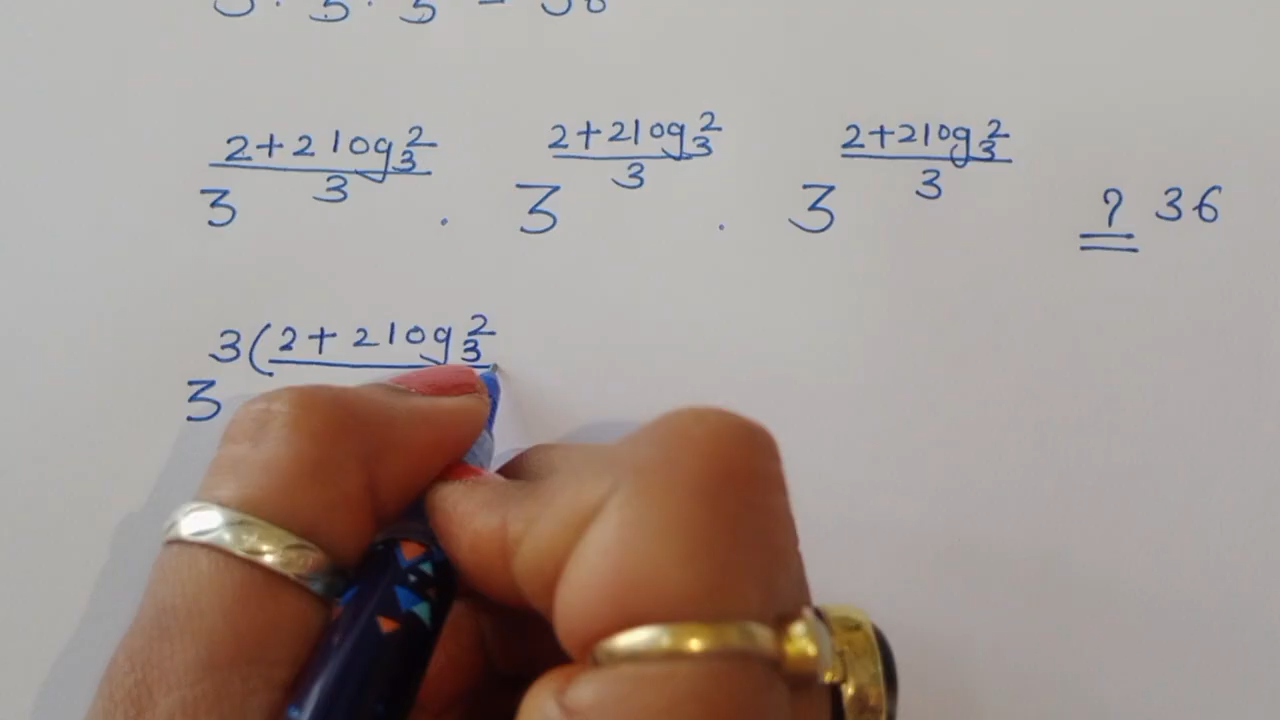 3^{(2+2log_3 2)/3} . 3^{(2+2log_3 2)/3} . 3^{(2+2log_3 2)/3} ? 36
3^{3(2+2log_3 2